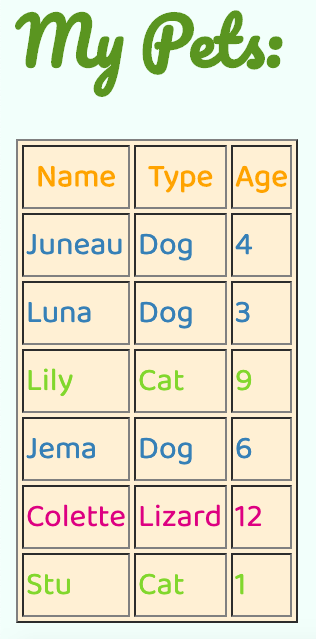 My Pets:
Name Type Age
Juneau Dog 4
Luna Dog 3
Lily Cat 9
Jema Dog 6
Colette Lizard 12
Stu Cat 1